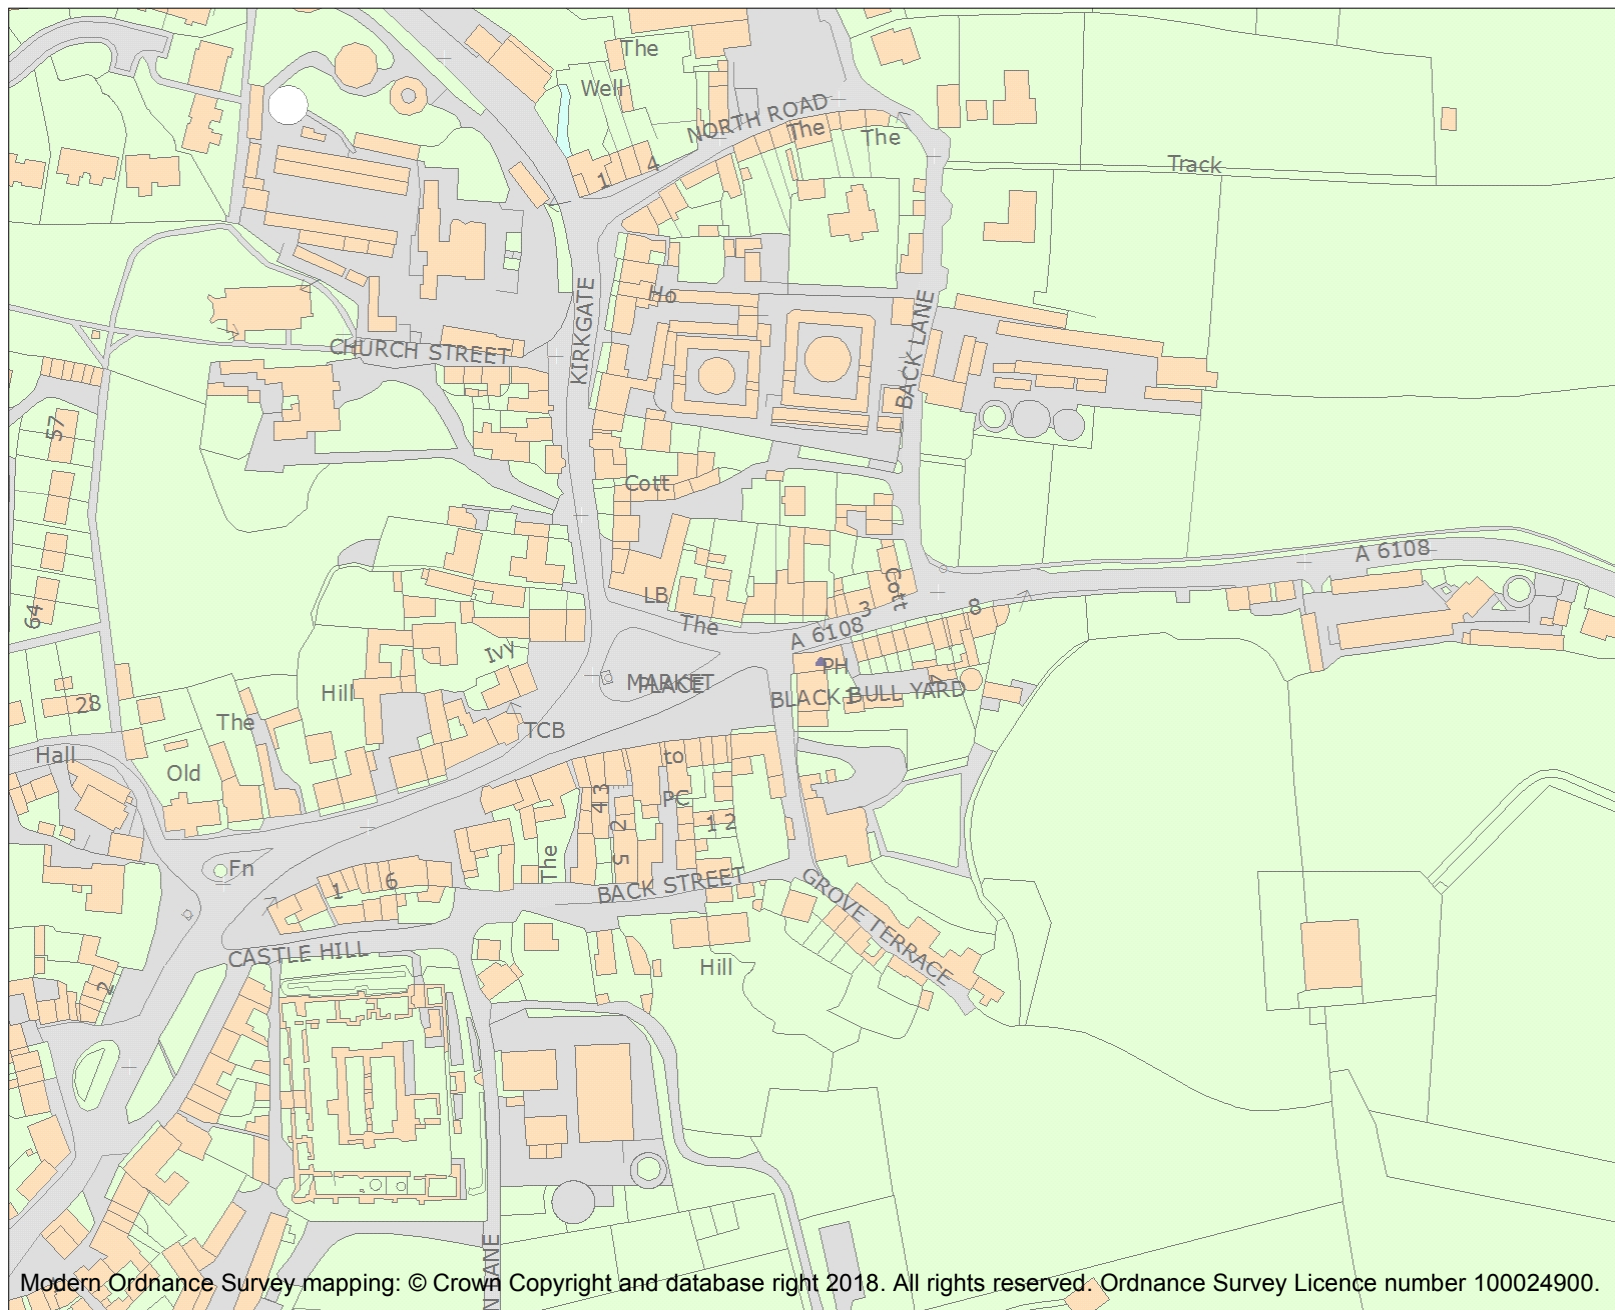 The
Well
NORTH ROAD
The
The
4
1
Track
Ho
KIRKGATE
BACK LANE
CHURCH STREET
57
Cott
A 6108
Cott
LB
3
8
64
The
A 6108
Ivy
PH
MARKET
PLACE
Hill
BLACK BULL YARD
1
4
28
The
TCB
Hall
to
Old
3
4
PC
2
1 2
The
5
Fn
6
1
BACK STREET
GROVE TERRACE
CASTLE HILL
Hill
2
Modern Ordnance Survey mapping: © Crown Copyright and database right 2018. All rights reserved. Ordnance Survey Licence number 100024900.